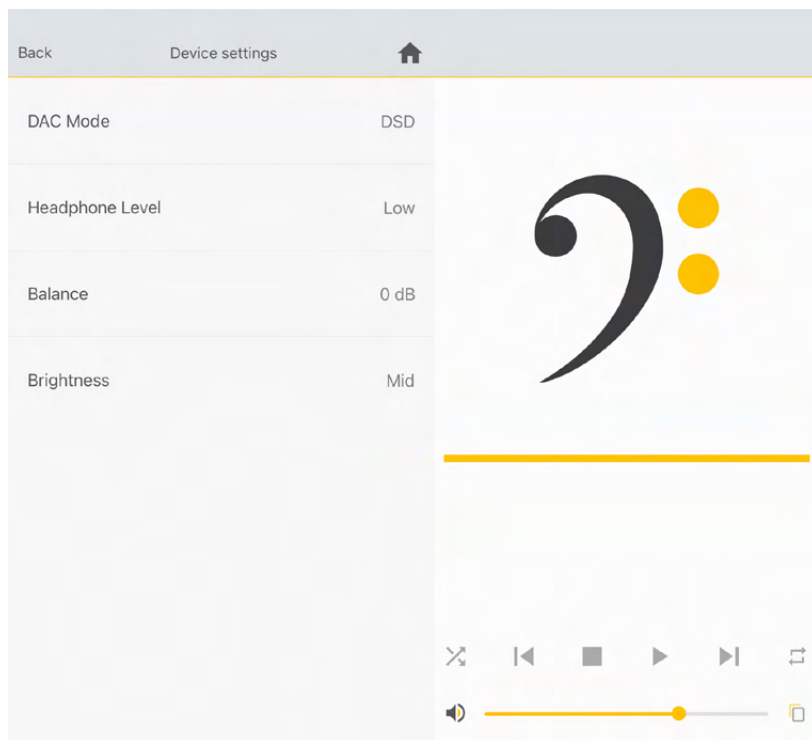 Back Device settings
DAC Mode DSD
Headphone Level Low
Balance 0 dB
Brightness Mid